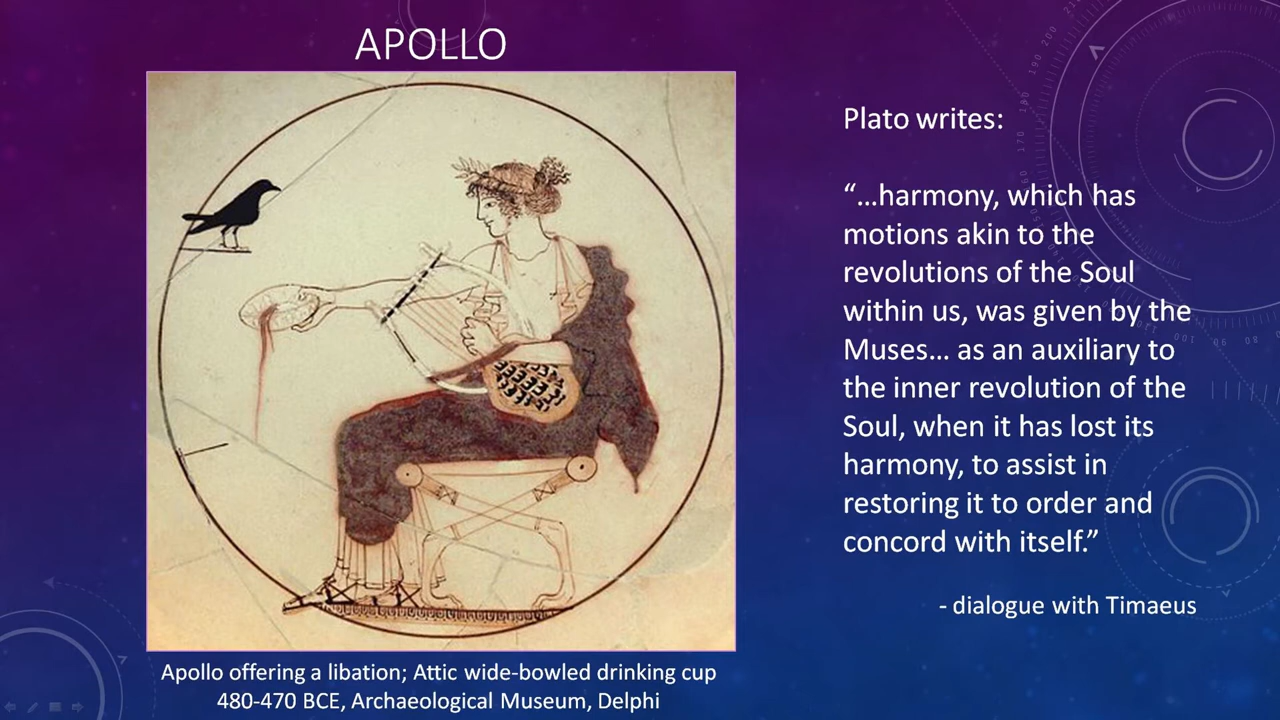 APOLLO
Plato writes:
“…harmony, which has
motions akin to the
revolutions of the Soul
within us, was given by the
Muses… as an auxiliary to
the inner revolution of the
Soul, when it has lost its
harmony, to assist in
restoring it to order and
concord with itself.”
- dialogue with Timaeus
Apollo offering a libation; Attic wide-bowled drinking cup
480-470 BCE, Archaeological Museum, Delphi